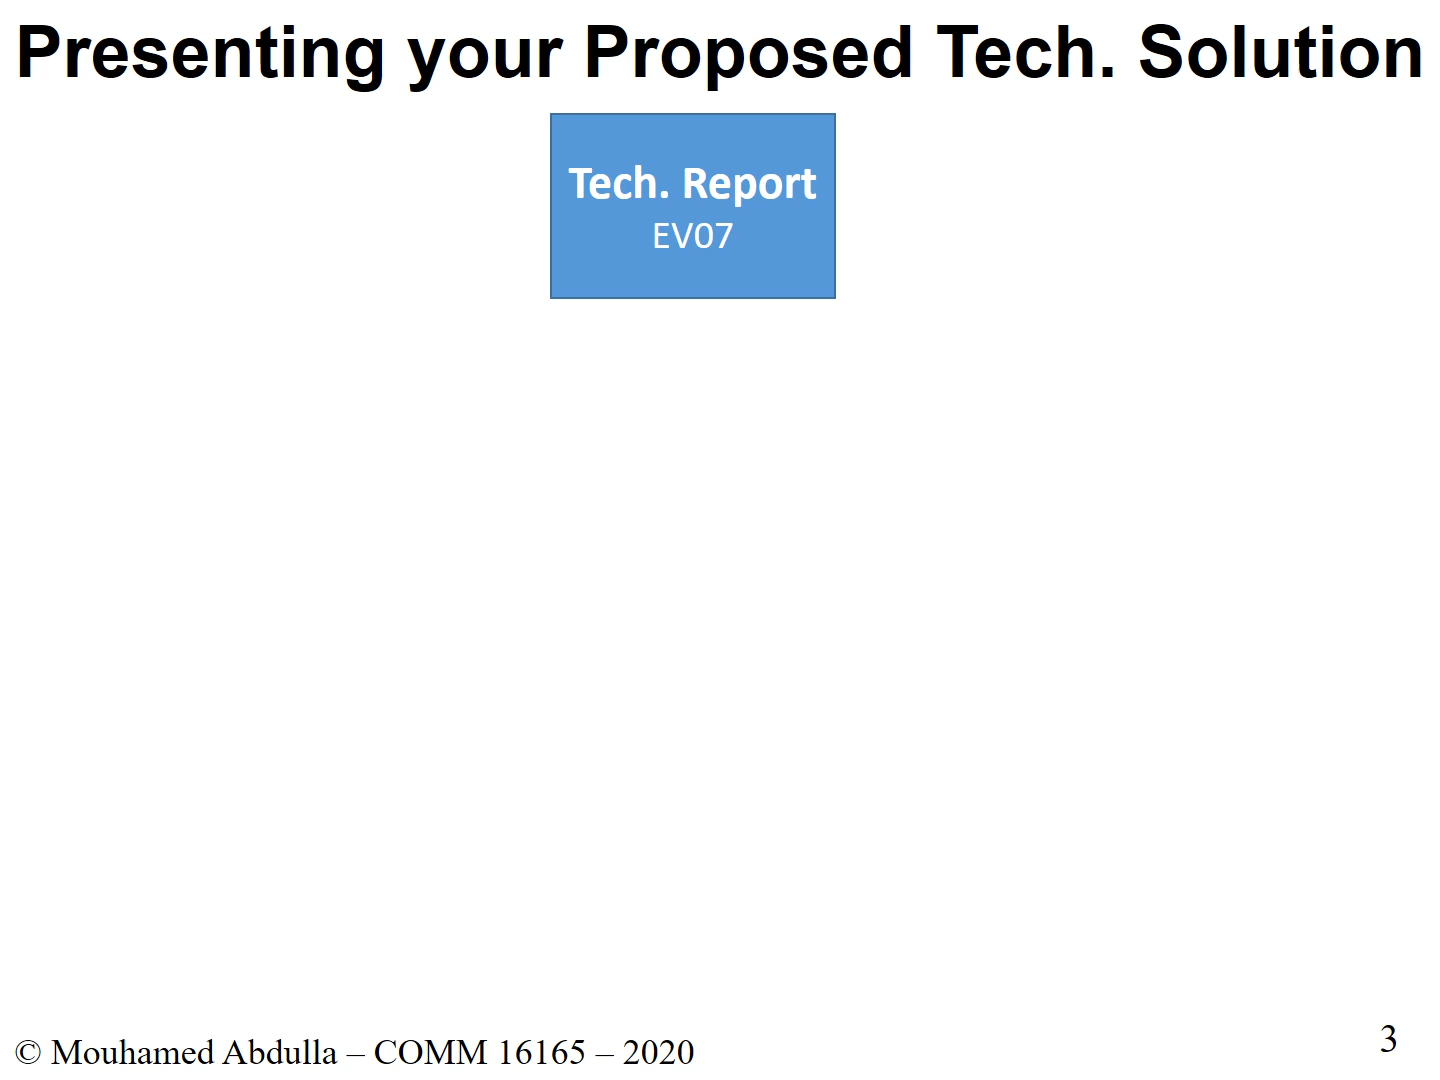 Presenting your Proposed Tech. Solution
Tech. Report
EV07
© Mouhamed Abdulla – COMM 16165 – 2020
3